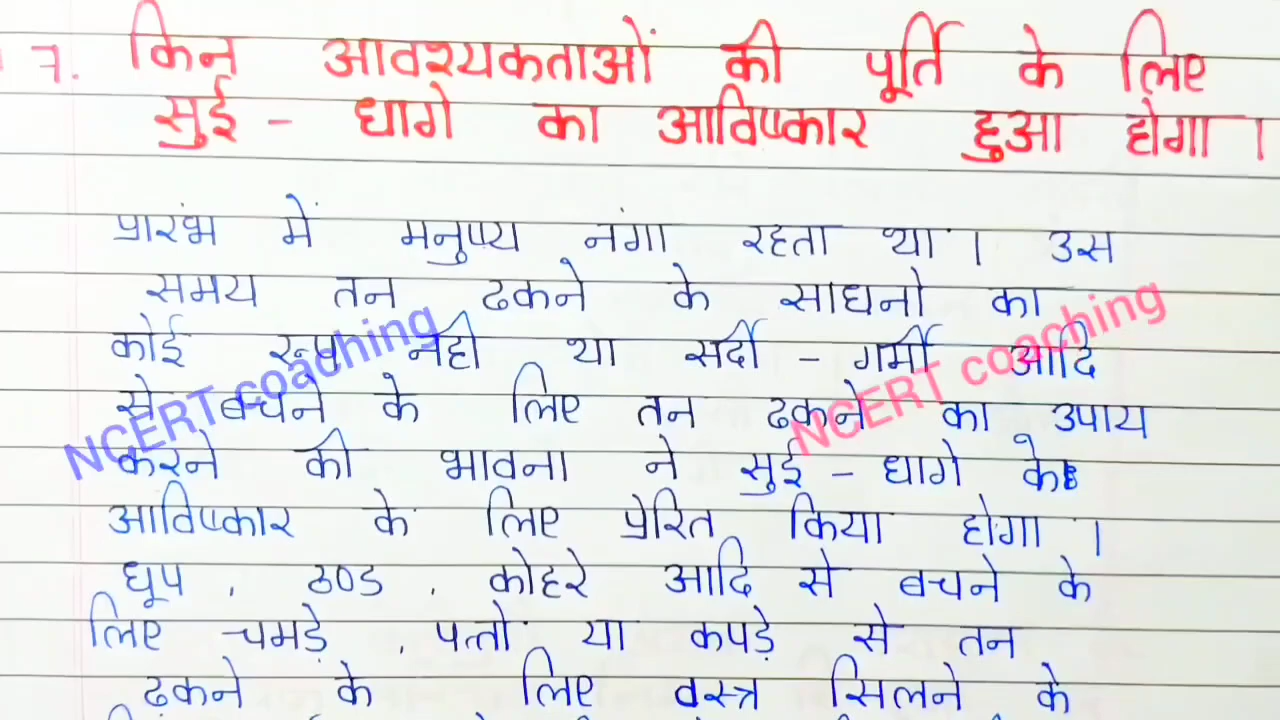 7. किन आवश्यकताओं की पूर्ति के लिए
सुई - धागे का आविष्कार हुआ होगा ।
प्रारंभ में मनुष्य नंगा रहता था । उस
समय तन ढकने के साधनो का
कोई रूप नही था सर्दी - गर्मी आदि
से बचने के लिए तन ढकने का उपाय
करने की भावना ने सुई - धागे के
आविष्कार के लिए प्रेरित किया होगा ।
धूप , ठण्ड , कोहरे आदि से बचने के
लिए चमड़े , पत्तो या कपड़े से तन
ढकने के लिए वस्त्र सिलने के
NCERT coaching
NCERT coaching